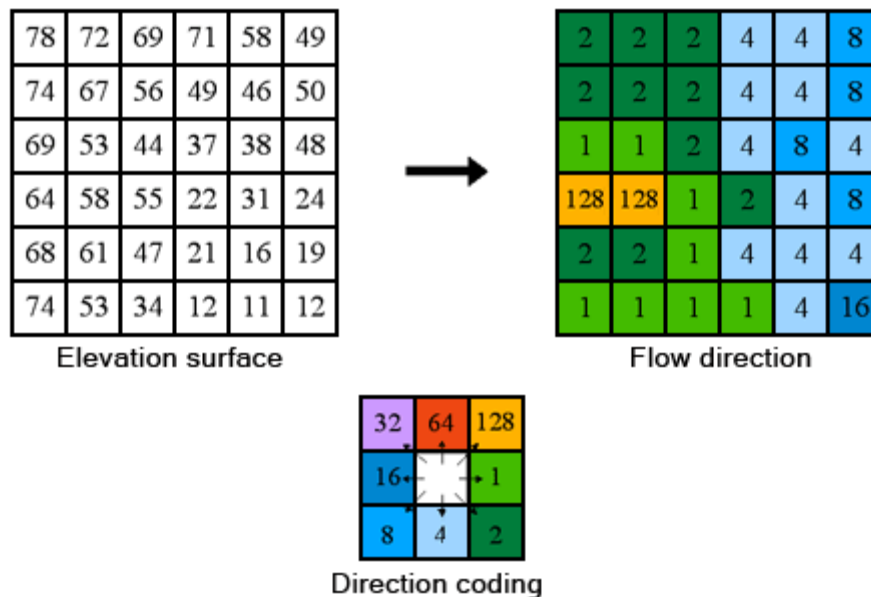 78 72 69 71 58 49 2 2 2 4 4 8
74 67 56 49 46 50 2 2 2 4 4 8
69 53 44 37 38 48 1 1 2 4 8 4
64 58 55 22 31 24 128 128 1 2 4 8
68 61 47 21 16 19 2 2 1 4 4 4
74 53 34 12 11 12 1 1 1 1 4 16
Elevation surface Flow direction
32 64 128
16 1
8 4 2
Direction coding